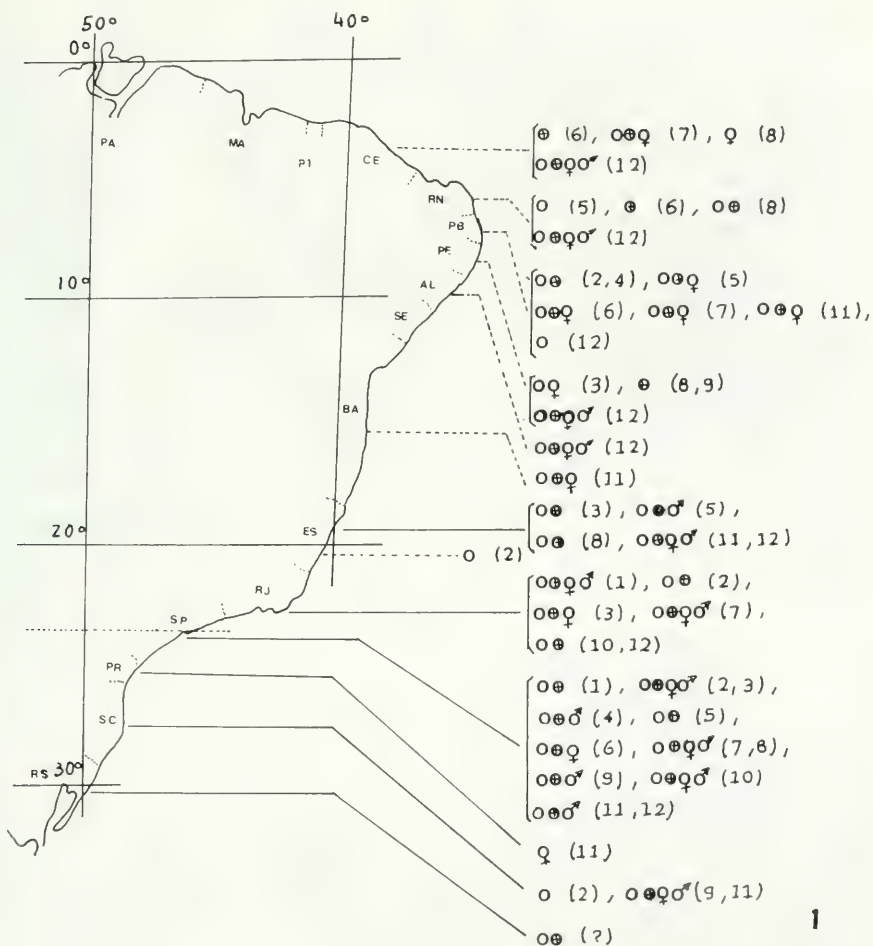 50°
40°
0°
PA
MA
PI
CE
⊕ (6), O⊕♀ (7), ♀ (8)
O⊕♀♂ (12)
RN
PB
O (5), ⊕ (6), O⊕ (8)
O⊕♀♂ (12)
PE
AL
10°
SE
O⊕ (2,4), O⊕♀ (5)
O⊕♀ (6), O⊕♀ (7), O⊕♀ (11),
O (12)
O♀ (3), ⊕ (8,9)
O⊕♀♂ (12)
BA
O⊕♀♂ (12)
O⊕♀ (11)
O⊕ (3), O⊕♂ (5),
O⊕ (8), O⊕♀♂ (11,12)
ES
20°
O (2)
RJ
O⊕♀♂ (1), O⊕ (2),
O⊕♀ (3), O⊕♀♂ (7),
O⊕ (10,12)
SP
PR
O⊕ (1), O⊕♀♂ (2,3),
O⊕♂ (4), O⊕ (5),
O⊕♀ (6), O⊕♀♂ (7,8),
O⊕♂ (9), O⊕♀♂ (10)
O⊕♂ (11,12)
SC
RS 30°
♀ (11)
O (2), O⊕♀♂ (9,11)
O⊕ (?)
1